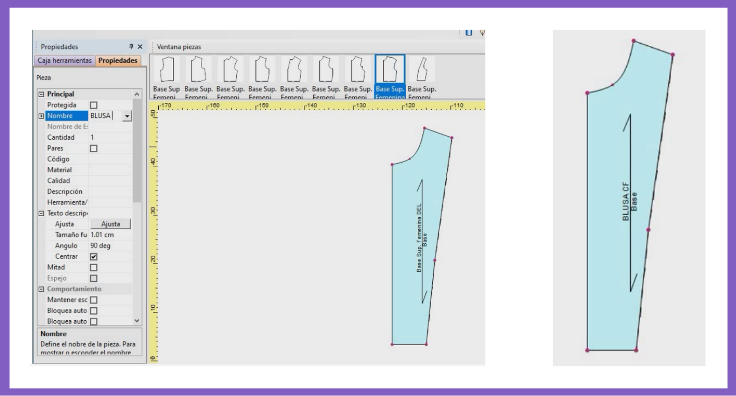 Propiedades
Ventana piezas
Caja herramientas Propiedades
Pieza
Principal
Protegida
Nombre BLUSA
Nombre de E:
Cantidad 1
Pares
Código
Material
Calidad
Descripción
Herramienta/
Texto descrip
Ajusta Ajusta
Tamaño fu 1.01 cm
Angulo 90 deg
Centrar
Mitad
Espejo
Comportamiento
Mantener esc
Bloquea auto
Bloquea auto
Nombre
Define el nobre de la pieza. Para
mostrar o esconder el nombre
Base Sup Base Sup. Base Sup. Base Sup. Base Sup. Base Sup. Base Sup. Base Sup. Base Sup.
Femeni Femeni Femeni Femeni Femeni Femeni Femeni Femenina Femeni
170 160 150 140 130 120 110
50
40
30
20
10
0
Base Sup. Femenina DEL
Base
BLUSA CF
Base